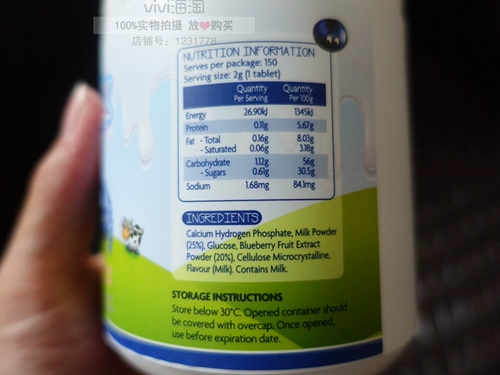 vivi海淘
100%实物拍摄 放❤购买
店铺号：1231778
NUTRITION INFORMATION
Serves per package: 150
Serving size: 2g (1 tablet)
Quantity Per Serving Quantity Per 100g
Energy 26.90kJ 1345kJ
Protein 0.11g 5.67g
Fat - Total 0.16g 8.03g
- Saturated 0.06g 3.18g
Carbohydrate 1.12g 56g
- Sugars 0.61g 30.5g
Sodium 1.68mg 84.1mg
INGREDIENTS
Calcium Hydrogen Phosphate, Milk Powder
(25%), Glucose, Blueberry Fruit Extract
Powder (20%), Cellulose Microcrystalline,
Flavour (Milk). Contains Milk.
STORAGE INSTRUCTIONS
Store below 30°C. Opened container should
be covered with overcap. Once opened,
use before expiration date.